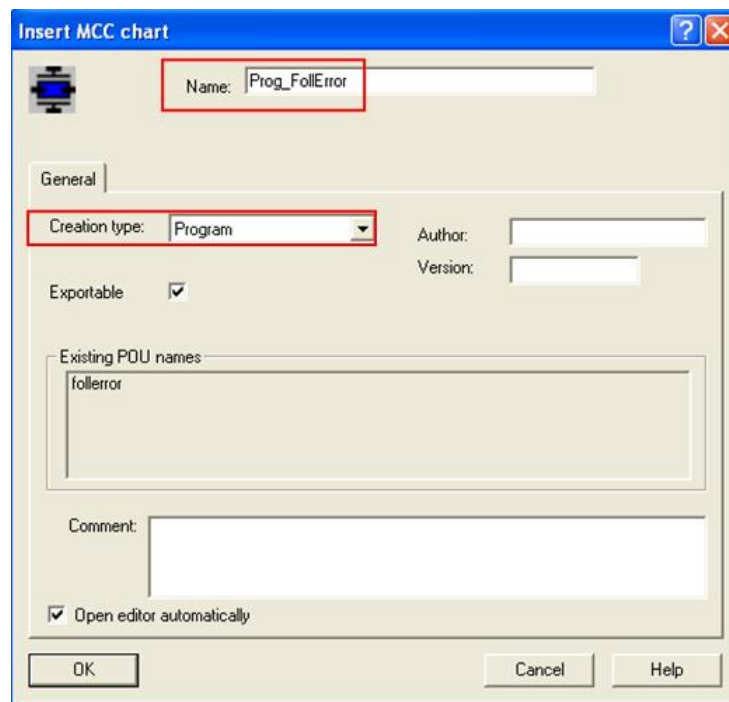 Insert MCC chart
Name: Prog_FollError
General
Creation type: Program
Author:
Version:
Exportable
Existing POU names
follerror
Comment:
Open editor automatically
OK Cancel Help